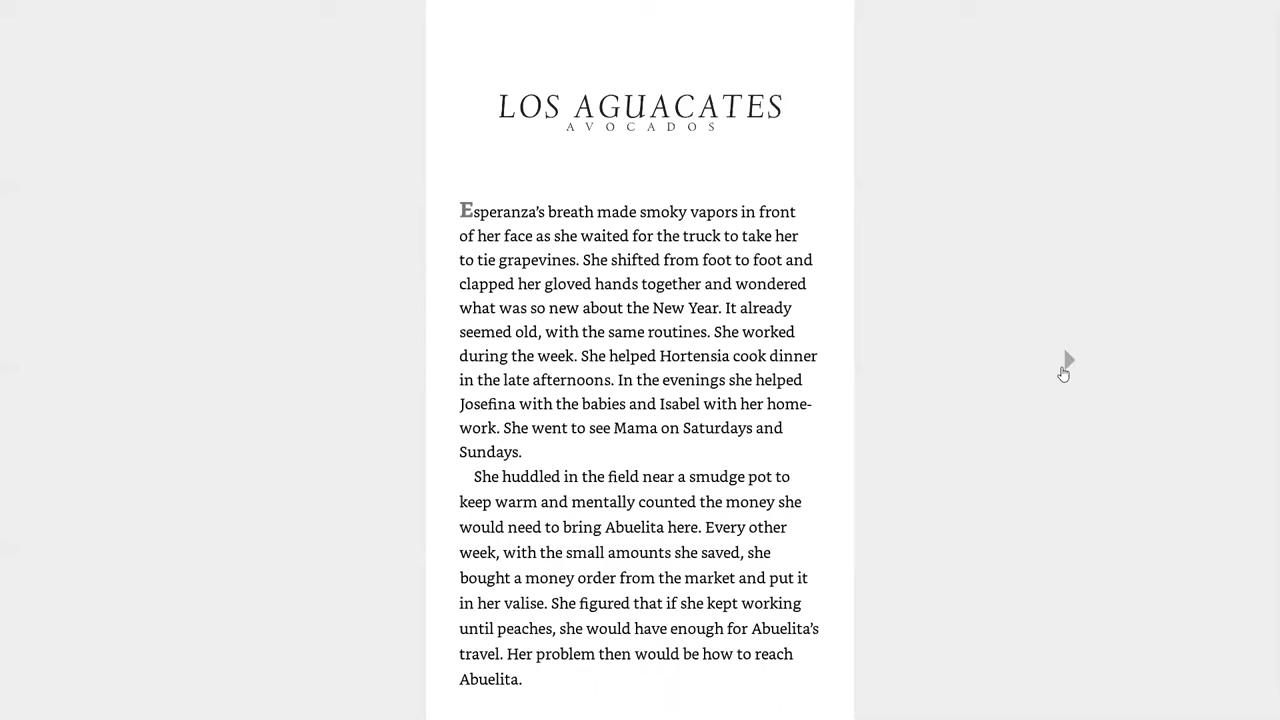 LOS AGUACATES
AVOCADOS
Esperanza's breath made smoky vapors in front
of her face as she waited for the truck to take her
to tie grapevines. She shifted from foot to foot and
clapped her gloved hands together and wondered
what was so new about the New Year. It already
seemed old, with the same routines. She worked
during the week. She helped Hortensia cook dinner
in the late afternoons. In the evenings she helped
Josefina with the babies and Isabel with her home-
work. She went to see Mama on Saturdays and
Sundays.
She huddled in the field near a smudge pot to
keep warm and mentally counted the money she
would need to bring Abuelita here. Every other
week, with the small amounts she saved, she
bought a money order from the market and put it
in her valise. She figured that if she kept working
until peaches, she would have enough for Abuelita's
travel. Her problem then would be how to reach
Abuelita.